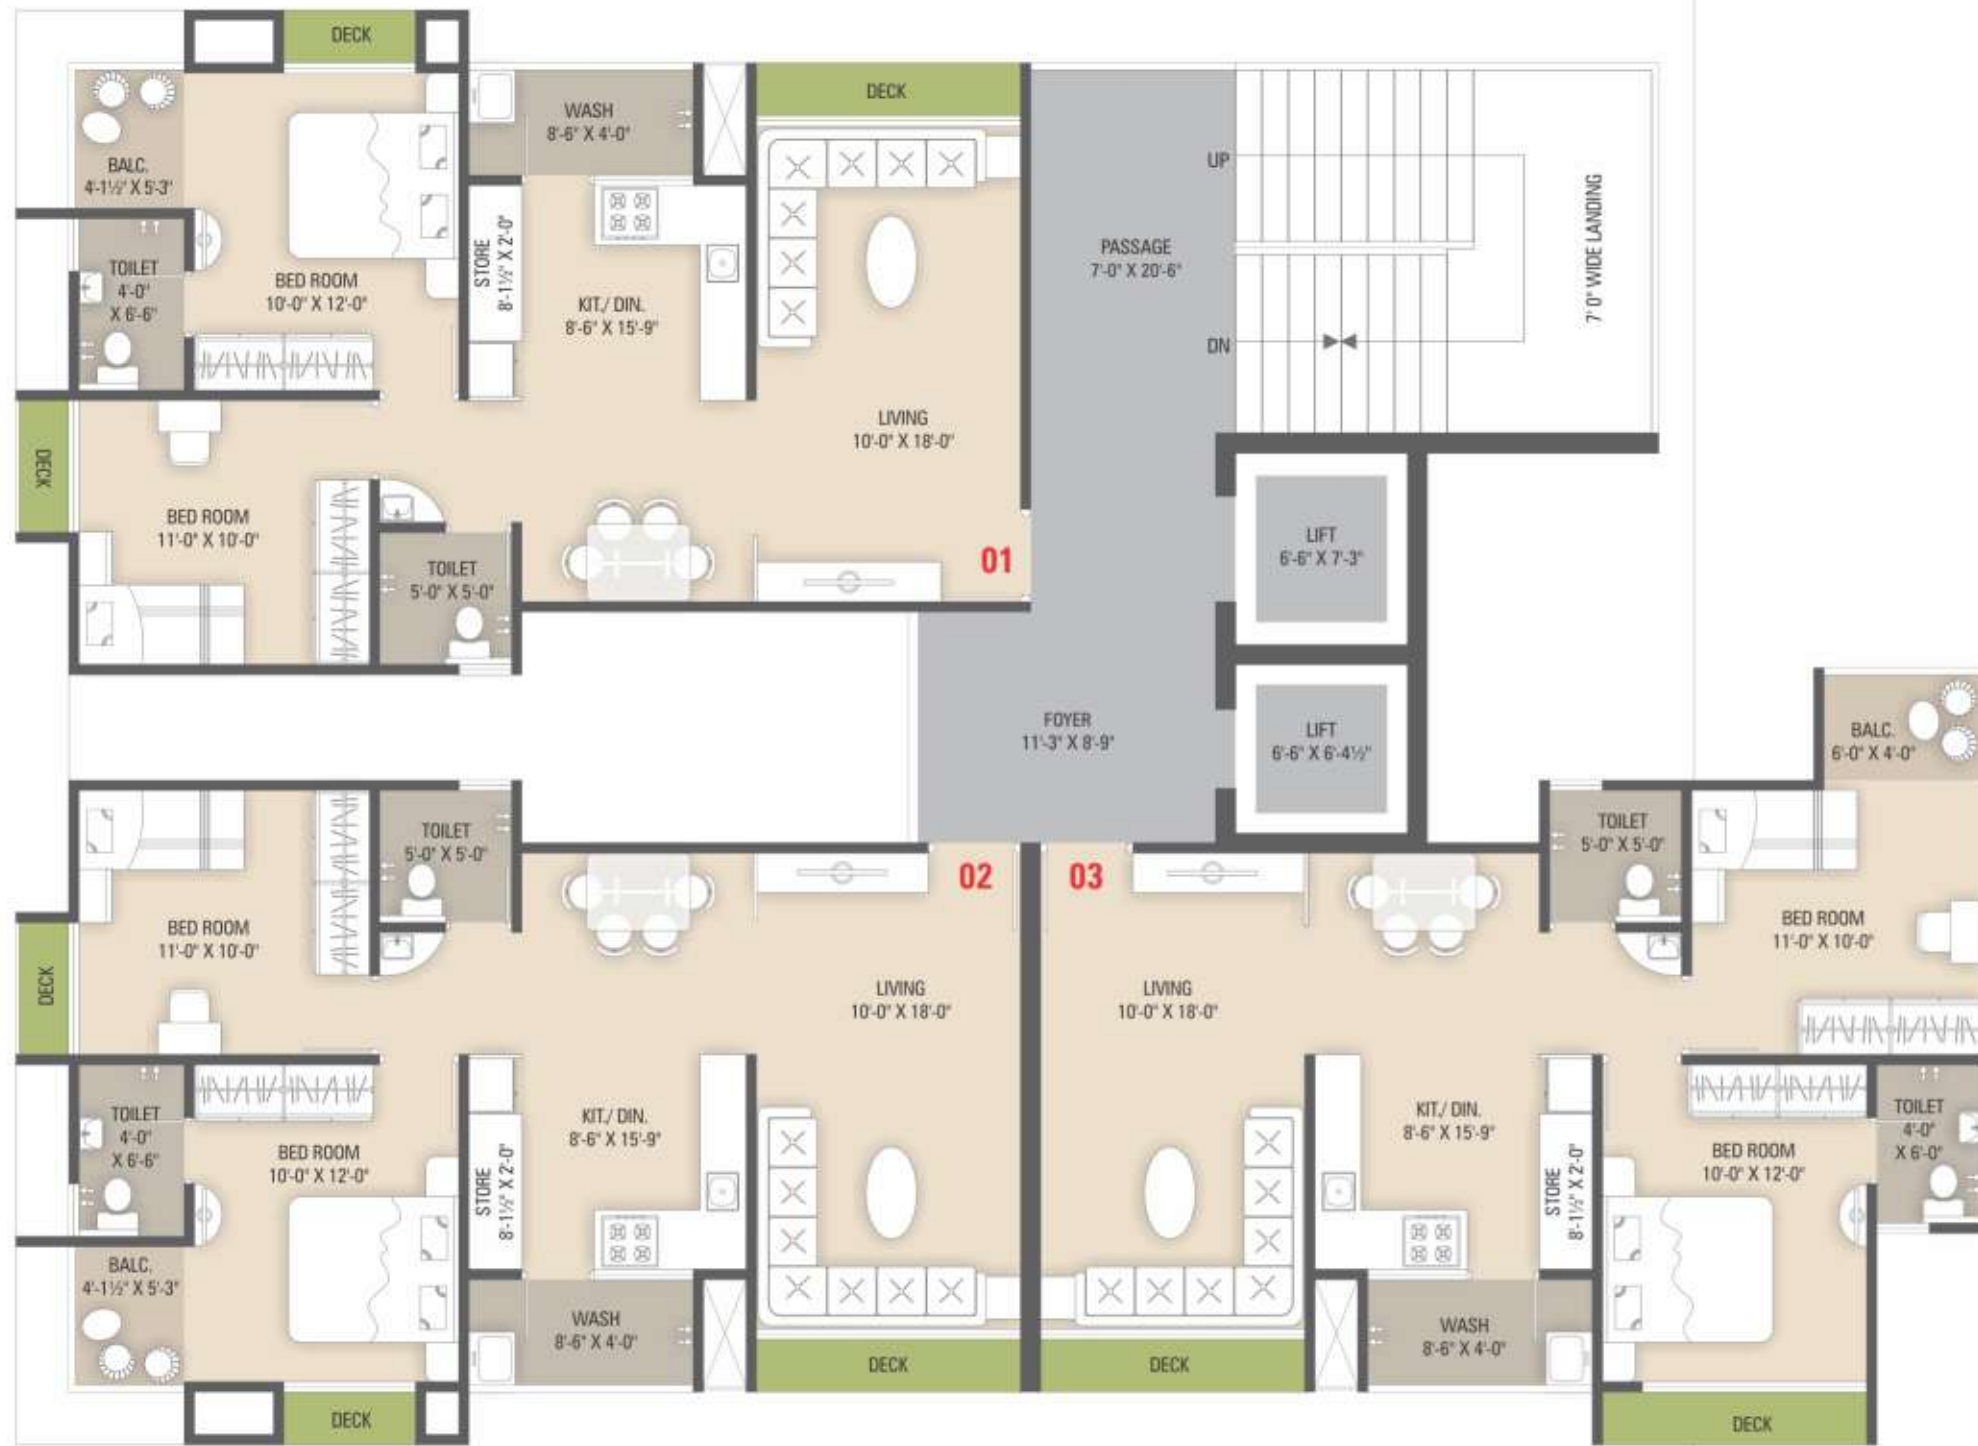 DECK
DECK
WASH
8'-6" X 4'-0"
BALC.
4'-1½" X 5'-3"
UP
7' 0" WIDE LANDING
STORE
8'-1½" X 2'-0"
PASSAGE
7'-0" X 20'-6"
TOILET
4'-0"
X 6'-6"
BED ROOM
10'-0" X 12'-0"
KIT./ DIN.
8'-6" X 15'-9"
DN
LIVING
10'-0" X 18'-0"
DECK
BED ROOM
11'-0" X 10'-0"
LIFT
6'-6" X 7'-3"
01
TOILET
5'-0" X 5'-0"
FOYER
11'-3" X 8'-9"
LIFT
6'-6" X 6'-4½"
BALC.
6'-0" X 4'-0"
TOILET
5'-0" X 5'-0"
TOILET
5'-0" X 5'-0"
02
03
BED ROOM
11'-0" X 10'-0"
BED ROOM
11'-0" X 10'-0"
DECK
LIVING
10'-0" X 18'-0"
LIVING
10'-0" X 18'-0"
TOILET
4'-0"
X 6'-6"
KIT./ DIN.
8'-6" X 15'-9"
KIT./ DIN.
8'-6" X 15'-9"
TOILET
4'-0"
X 6'-0"
BED ROOM
10'-0" X 12'-0"
STORE
8'-1½" X 2'-0"
STORE
8'-1½" X 2'-0"
BED ROOM
10'-0" X 12'-0"
BALC.
4'-1½" X 5'-3"
WASH
8'-6" X 4'-0"
WASH
8'-6" X 4'-0"
DECK
DECK
DECK
DECK